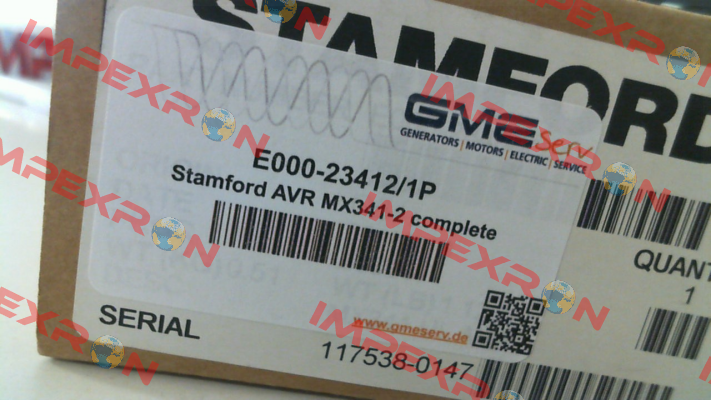 STAMFORD
GMEserv
GENERATORS | MOTORS | ELECTRIC | SERVICE
E000-23412/1P
Stamford AVR MX341-2 complete
QUANT
1
www.gmeserv.de
SERIAL
117538-0147
IMPEXRON
IMPEXRON
IMPEXRON
IMPEXRON
IMPEXRON
IMPEXRON
IMPEXRON